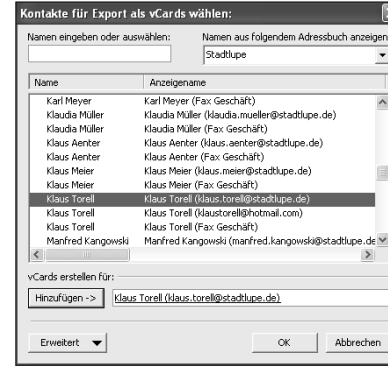 Kontakte für Export als vCards wählen:
Namen eingeben oder auswählen: Namen aus folgendem Adressbuch anzeigen
Stadtlupe
Name Anzeigename
Karl Meyer Karl Meyer (Fax Geschäft)
Klaudia Müller Klaudia Müller (klaudia.mueller@stadtlupe.de)
Klaudia Müller Klaudia Müller (Fax Geschäft)
Klaus Aenter Klaus Aenter (klaus.aenter@stadtlupe.de)
Klaus Aenter Klaus Aenter (Fax Geschäft)
Klaus Meier Klaus Meier (klaus.meier@stadtlupe.de)
Klaus Meier Klaus Meier (Fax Geschäft)
Klaus Torell Klaus Torell (klaus.torell@stadtlupe.de)
Klaus Torell Klaus Torell (klaustorell@hotmail.com)
Klaus Torell Klaus Torell (Fax Geschäft)
Manfred Kangowski Manfred Kangowski (manfred.kangowski@stadtlupe.de
vCards erstellen für:
Hinzufügen -> Klaus Torell (klaus.torell@stadtlupe.de)
Erweitert OK Abbrechen